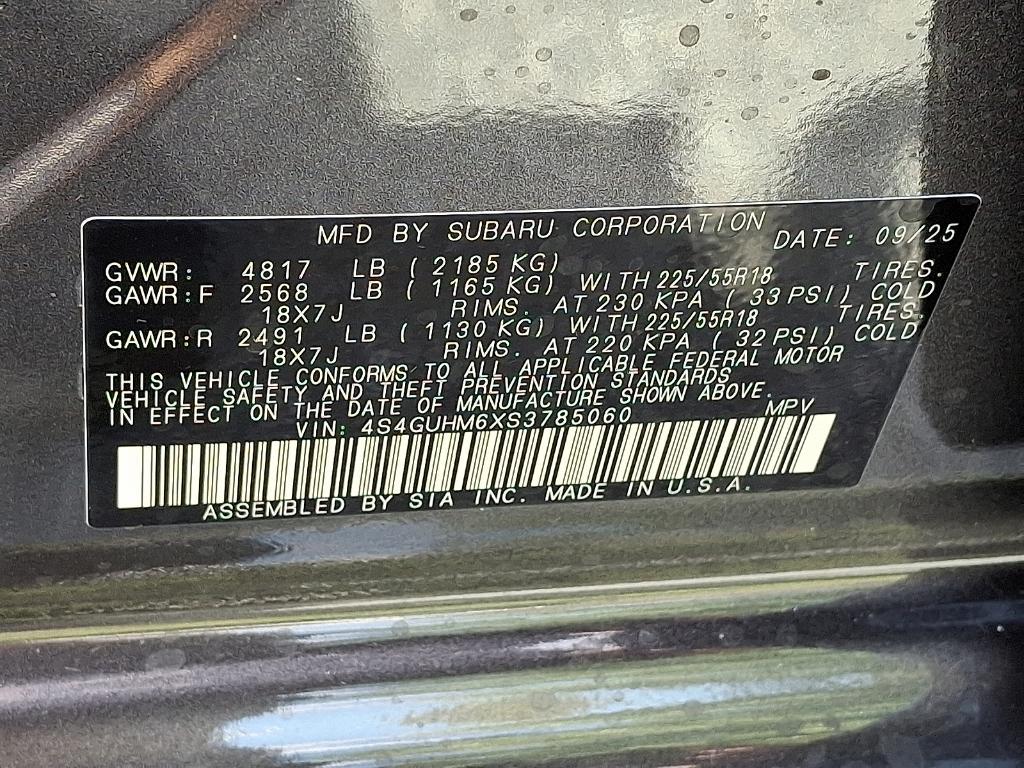 MFD BY SUBARU CORPORATION DATE: 09/25
GVWR: 4817 LB ( 2185 KG)
GAWR:F 2568 LB ( 1165 KG) WITH 225/55R18 TIRES.
18X7J RIMS. AT 230 KPA ( 33 PSI) COLD
GAWR:R 2491 LB ( 1130 KG) WITH 225/55R18 TIRES.
18X7J RIMS. AT 220 KPA ( 32 PSI) COLD
THIS VEHICLE CONFORMS TO ALL APPLICABLE FEDERAL MOTOR
VEHICLE SAFETY AND THEFT PREVENTION STANDARDS
IN EFFECT ON THE DATE OF MANUFACTURE SHOWN ABOVE.
VIN: 4S4GUHM6XS3785060 MPV
ASSEMBLED BY SIA INC. MADE IN U.S.A.